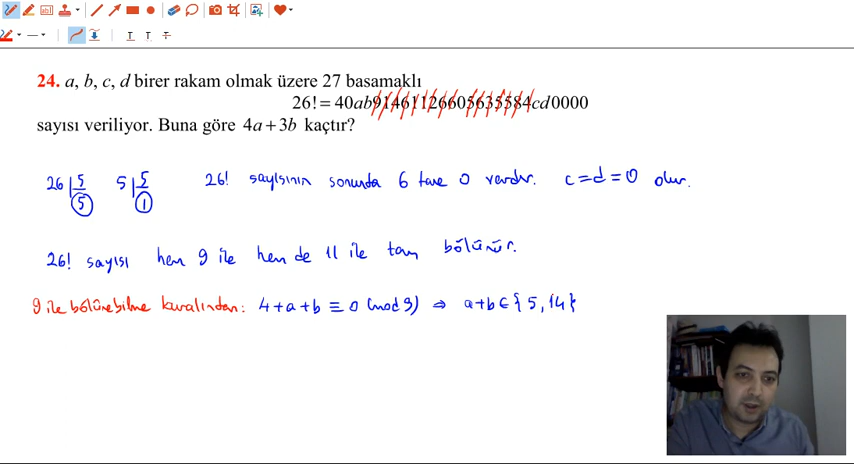 24. a, b, c, d birer rakam olmak üzere 27 basamaklı
26! = 40ab91461126605635584cd0000
sayısı veriliyor. Buna göre 4a + 3b kaçtır?
26 5 5 5 5 1 26! sayısının sonunda 6 tane 0 vardır. c=d=0 olur.
26! sayısı hem 9 ile hem de 11 ile tam bölünür.
9 ile bölünebilme kuralından: 4+a+b ≡ 0 (mod 9) ⇒ a+b ∈ {5, 14}